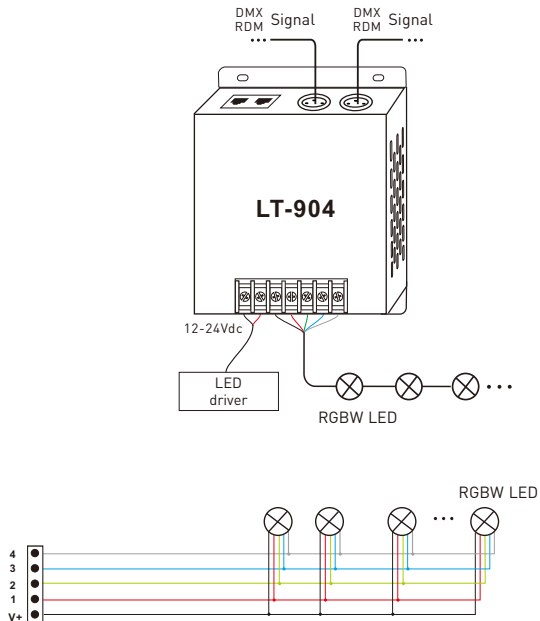 DMX
RDM
Signal
...
DMX
RDM
Signal
...
LT-904
12-24Vdc
LED
driver
...
RGBW LED
RGBW LED
...
4
3
2
1
V+